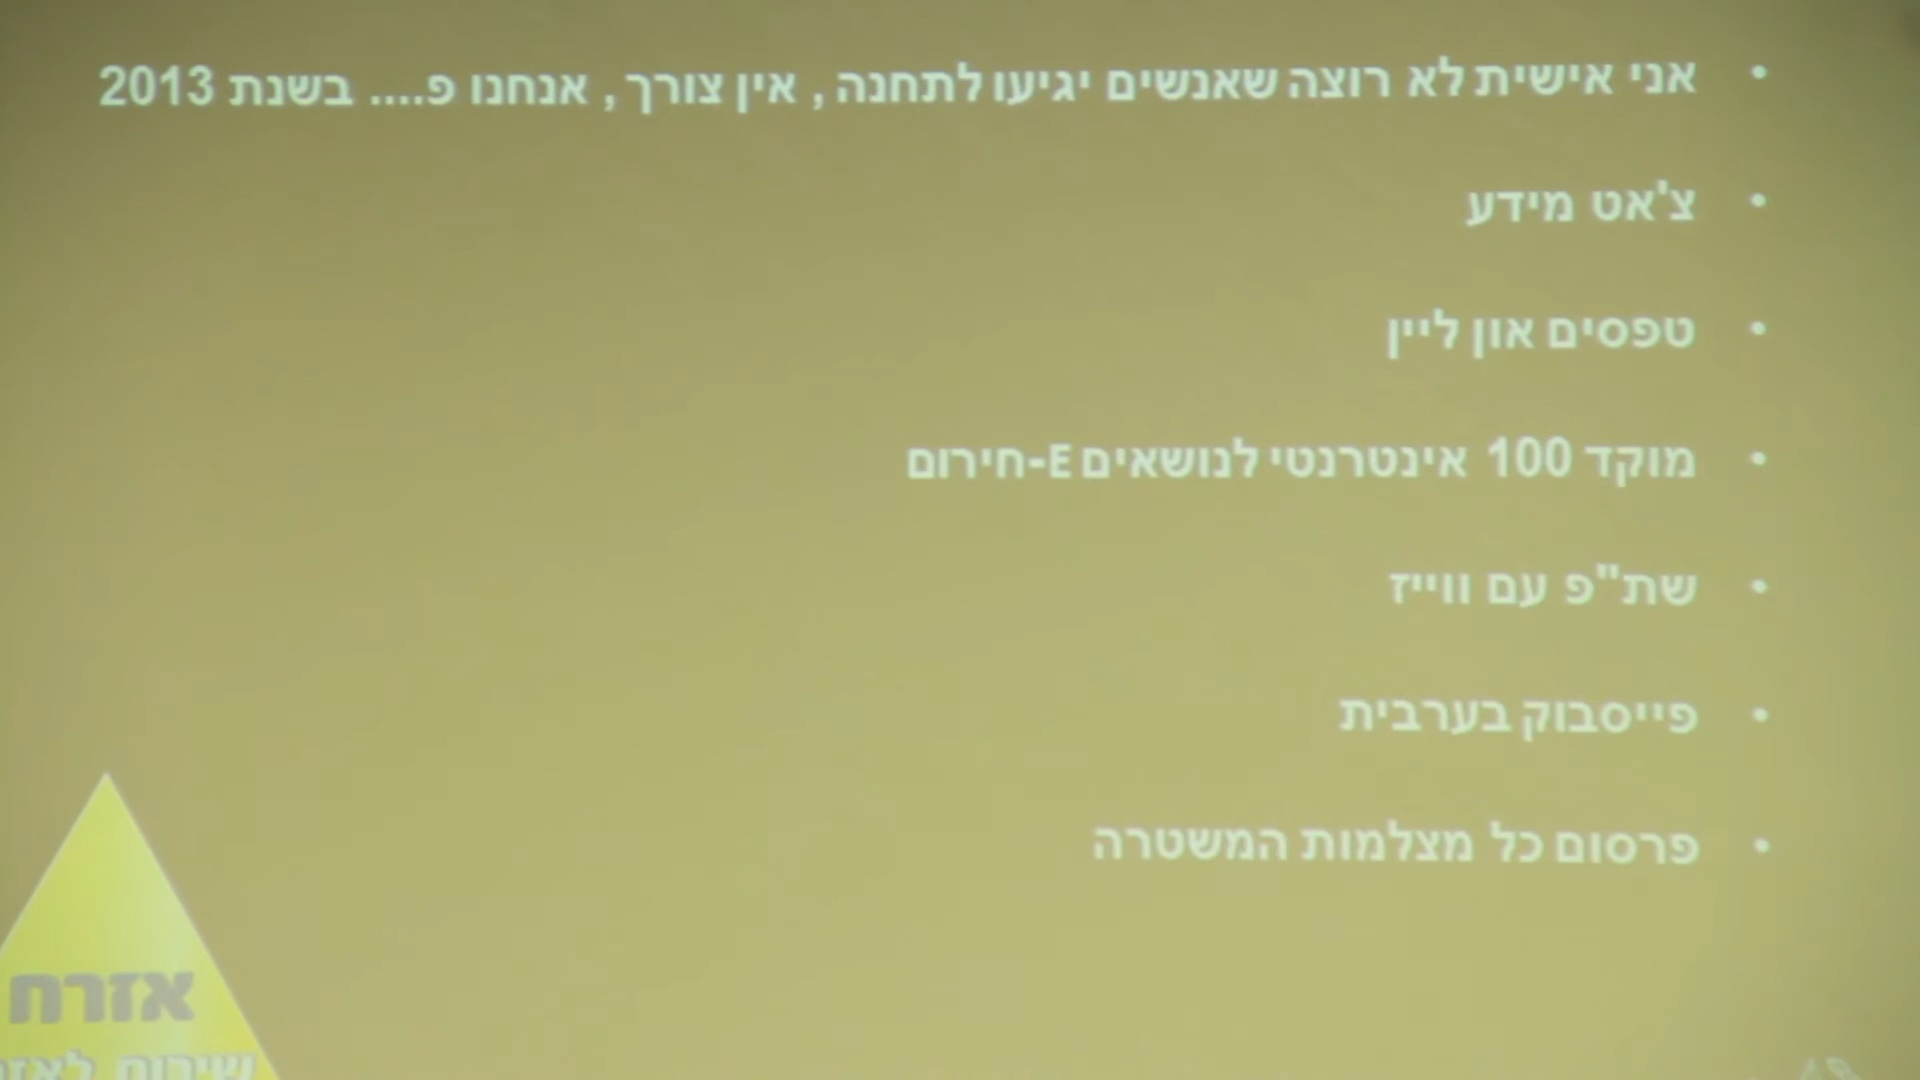 אני אישית לא רוצה שאנשים יגיעו לתחנה , אין צורך , אנחנו פ.... בשנת 2013
צ'אט מידע
טפסים און ליין
מוקד 100 אינטרנטי לנושאים E-חירום
שת"פ עם ווייז
פייסבוק בערבית
פרסום כל מצלמות המשטרה
אזרח
שירות